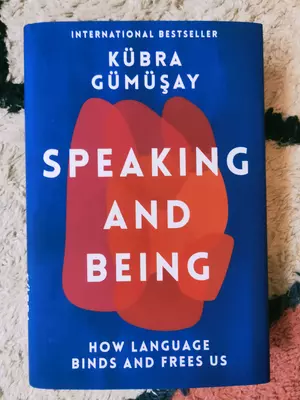 INTERNATIONAL BESTSELLER
KÜBRA
GÜMÜŞAY
SPEAKING
AND
BEING
HOW LANGUAGE
BINDS AND FREES US